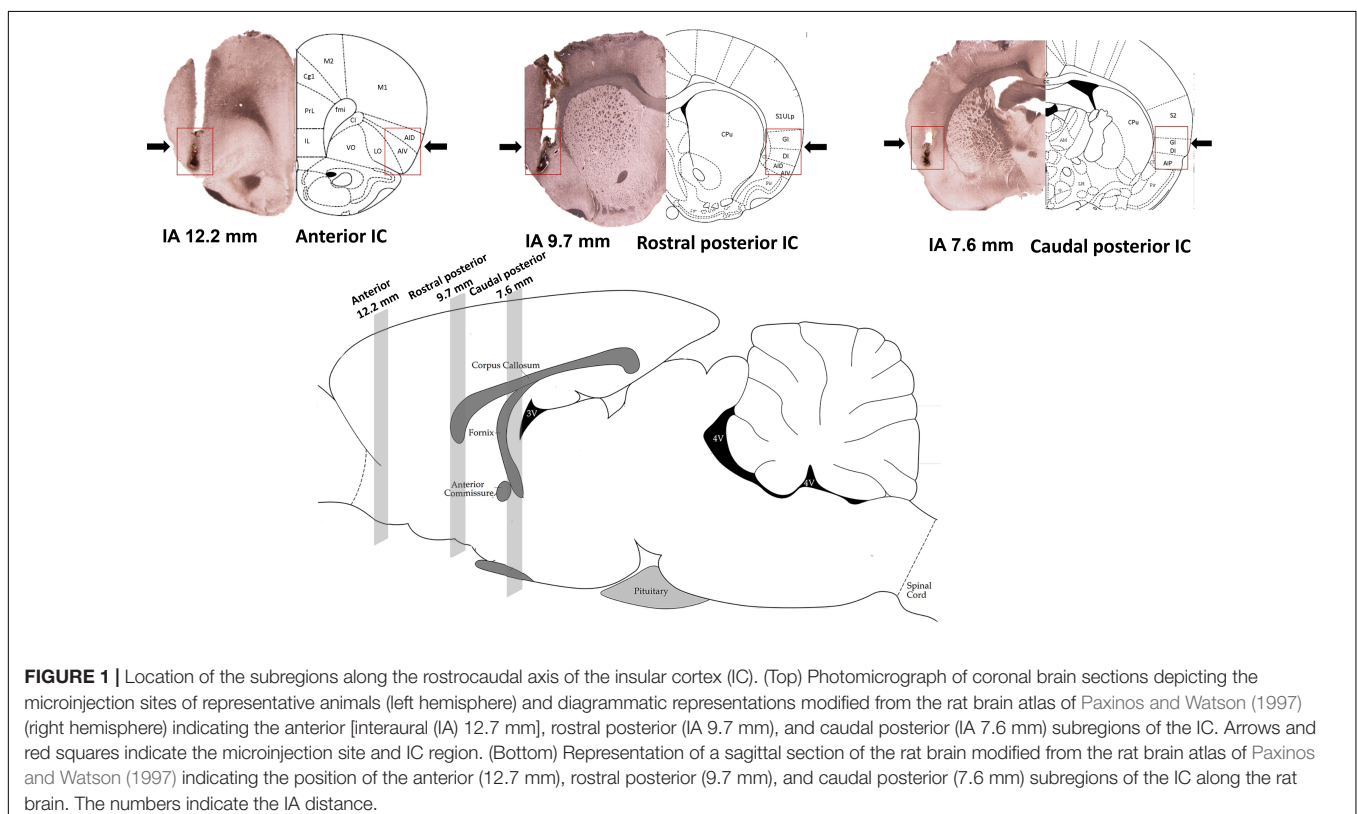 M2
Cg1
M1
PrL
fmi
Cl
IL
VO
LO
AID
AIV
IA 12.2 mm
Anterior IC
CPu
S1ULp
GI
DI
AID
AIV
Pir
IA 9.7 mm
Rostral posterior IC
CPu
S2
GI
DI
AIP
Pir
IA 7.6 mm
Caudal posterior IC
Anterior
12.2 mm
Rostral posterior
9.7 mm
Caudal posterior
7.6 mm
Corpus Callosum
3V
Fornix
4V
Anterior
Commissure
4V
Pituitary
Spinal
Cord
FIGURE 1 | Location of the subregions along the rostrocaudal axis of the insular cortex (IC). (Top) Photomicrograph of coronal brain sections depicting the
microinjection sites of representative animals (left hemisphere) and diagrammatic representations modified from the rat brain atlas of Paxinos and Watson (1997)
(right hemisphere) indicating the anterior [interaural (IA) 12.7 mm], rostral posterior (IA 9.7 mm), and caudal posterior (IA 7.6 mm) subregions of the IC. Arrows and
red squares indicate the microinjection site and IC region. (Bottom) Representation of a sagittal section of the rat brain modified from the rat brain atlas of Paxinos
and Watson (1997) indicating the position of the anterior (12.7 mm), rostral posterior (9.7 mm), and caudal posterior (7.6 mm) subregions of the IC along the rat
brain. The numbers indicate the IA distance.